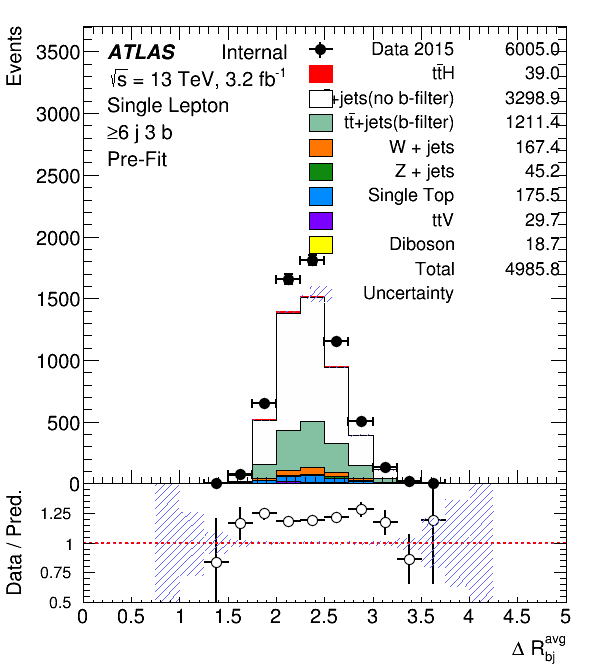 Events
3500
3000
2500
2000
1500
1000
500
0
ATLAS Internal
√s = 13 TeV, 3.2 fb-1
Single Lepton
≥6 j 3 b
Pre-Fit
Data 2015 6005.0
tt̄H 39.0
+jets(no b-filter) 3298.9
tt̄+jets(b-filter) 1211.4
W + jets 167.4
Z + jets 45.2
Single Top 175.5
ttV 29.7
Diboson 18.7
Total 4985.8
Uncertainty
Data / Pred.
1.25
1
0.75
0.5
0 0.5 1 1.5 2 2.5 3 3.5 4 4.5 5
Δ R avg bj